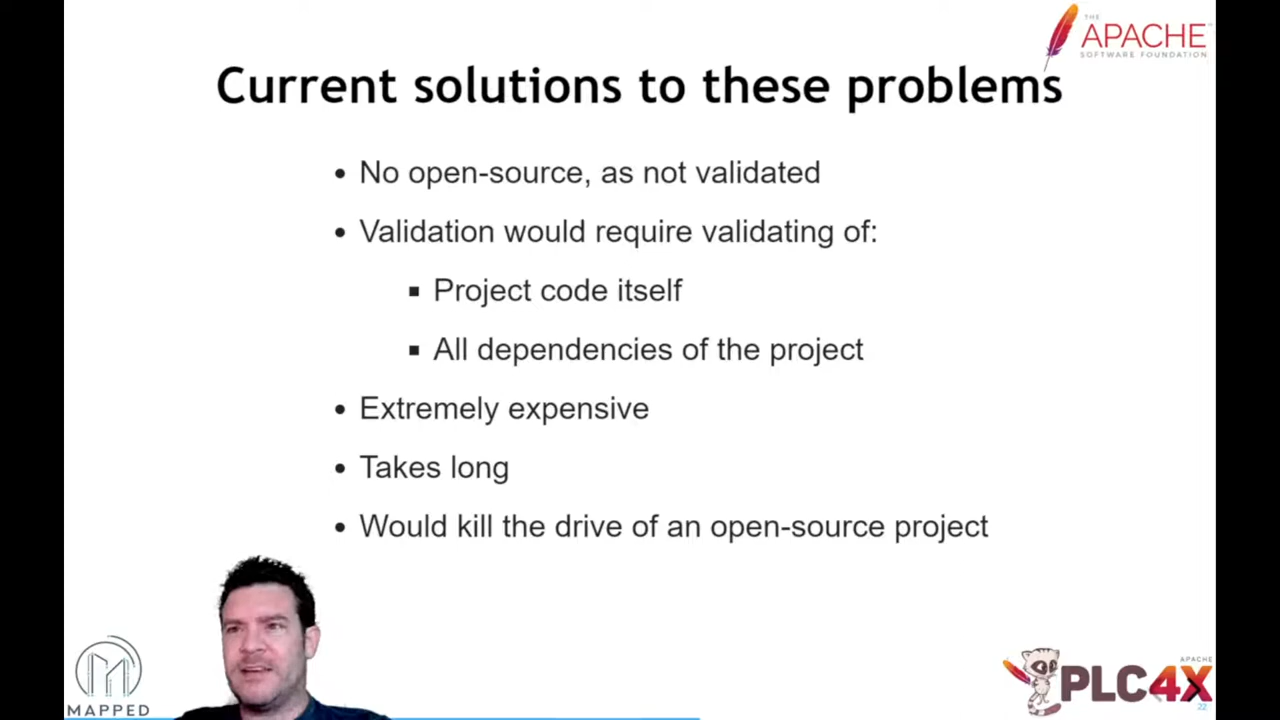 THE
APACHE
SOFTWARE FOUNDATION
Current solutions to these problems
No open-source, as not validated
Validation would require validating of:
Project code itself
All dependencies of the project
Extremely expensive
Takes long
Would kill the drive of an open-source project
MAPPED
APACHE
PLC4X
22